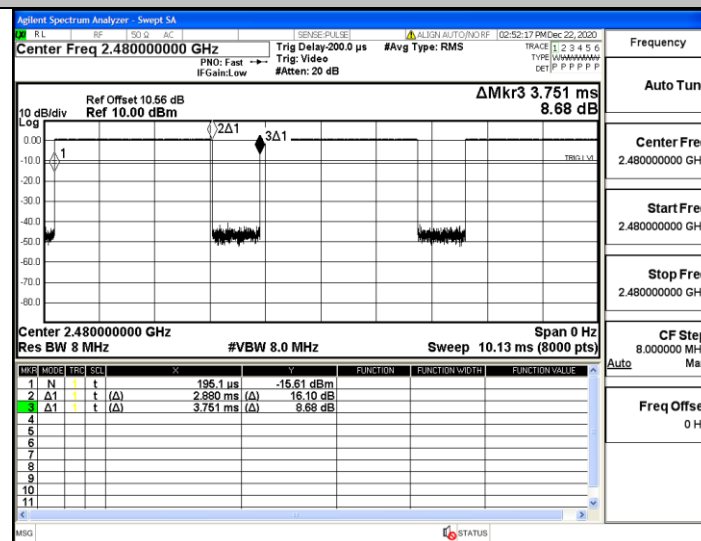 Agilent Spectrum Analyzer - Swept SA
RL RF 50 Ω AC SENSE:PULSE ALIGN AUTO/NO RF 02:52:17 PM Dec 22, 2020
Center Freq 2.480000000 GHz
PNO: Fast
IFGain:Low
Trig Delay-200.0 µs
Trig: Video
#Atten: 20 dB
#Avg Type: RMS
TRACE 1 2 3 4 5 6
TYPE
DET P P P P P P
Frequency
Auto Tun
Center Fre
2.480000000 GH
Start Fre
2.480000000 GH
Stop Fre
2.480000000 GH
CF Step
8.000000 MH
Auto Ma
Freq Offse
0 H
ΔMkr3 3.751 ms
8.68 dB
Ref Offset 10.56 dB
10 dB/div Ref 10.00 dBm
Log
0.00
-10.0
-20.0
-30.0
-40.0
-50.0
-60.0
-70.0
-80.0
1
2Δ1
3Δ1
TRIG LVL
Center 2.480000000 GHz Span 0 Hz
Res BW 8 MHz #VBW 8.0 MHz Sweep 10.13 ms (8000 pts)
MKR MODE TRC SCL X Y FUNCTION FUNCTION WIDTH FUNCTION VALUE
1 N 1 t 195.1 µs -15.61 dBm
2 Δ1 1 t (Δ) 2.880 ms (Δ) 16.10 dB
3 Δ1 1 t (Δ) 3.751 ms (Δ) 8.68 dB
4
5
6
7
8
9
10
11
MSG STATUS